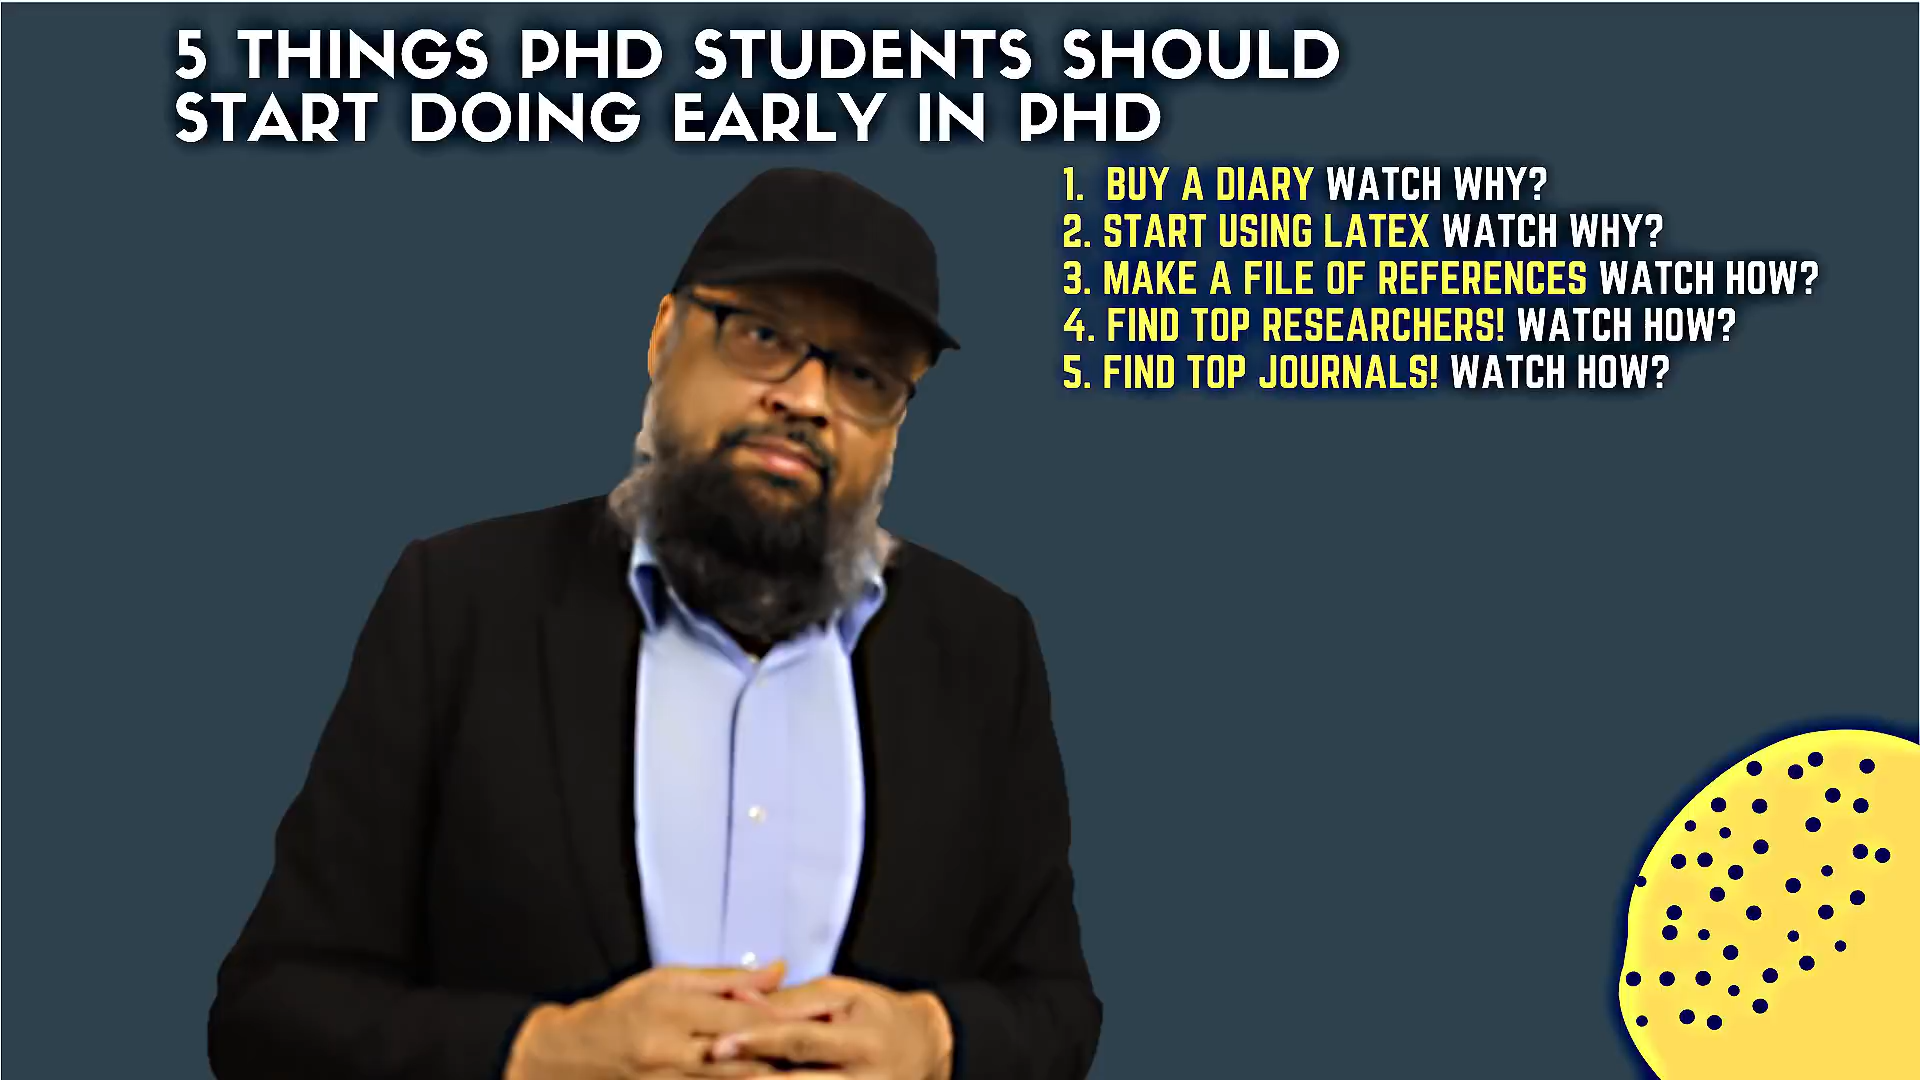 5 THINGS PHD STUDENTS SHOULD
START DOING EARLY IN PHD
1. BUY A DIARY WATCH WHY?
2. START USING LATEX WATCH WHY?
3. MAKE A FILE OF REFERENCES WATCH HOW?
4. FIND TOP RESEARCHERS! WATCH HOW?
5. FIND TOP JOURNALS! WATCH HOW?